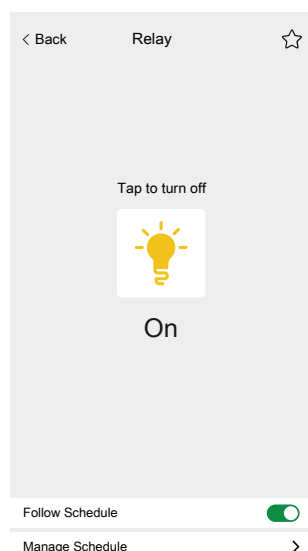 Back Relay
Tap to turn off
On
Follow Schedule
Manage Schedule